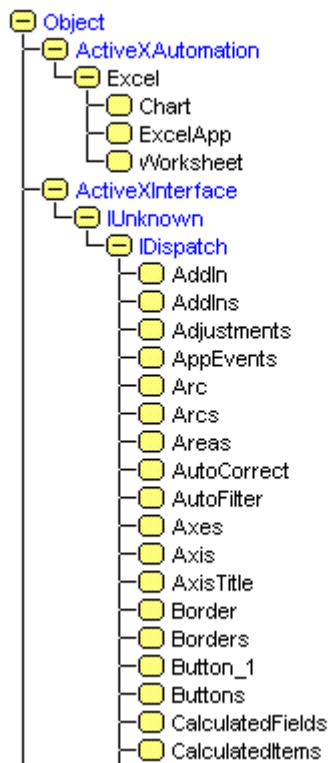 Object
ActiveXAutomation
Excel
Chart
ExcelApp
Worksheet
ActiveXInterface
IUnknown
IDispatch
AddIn
AddIns
Adjustments
AppEvents
Arc
Arcs
Areas
AutoCorrect
AutoFilter
Axes
Axis
AxisTitle
Border
Borders
Button_1
Buttons
CalculatedFields
CalculatedItems